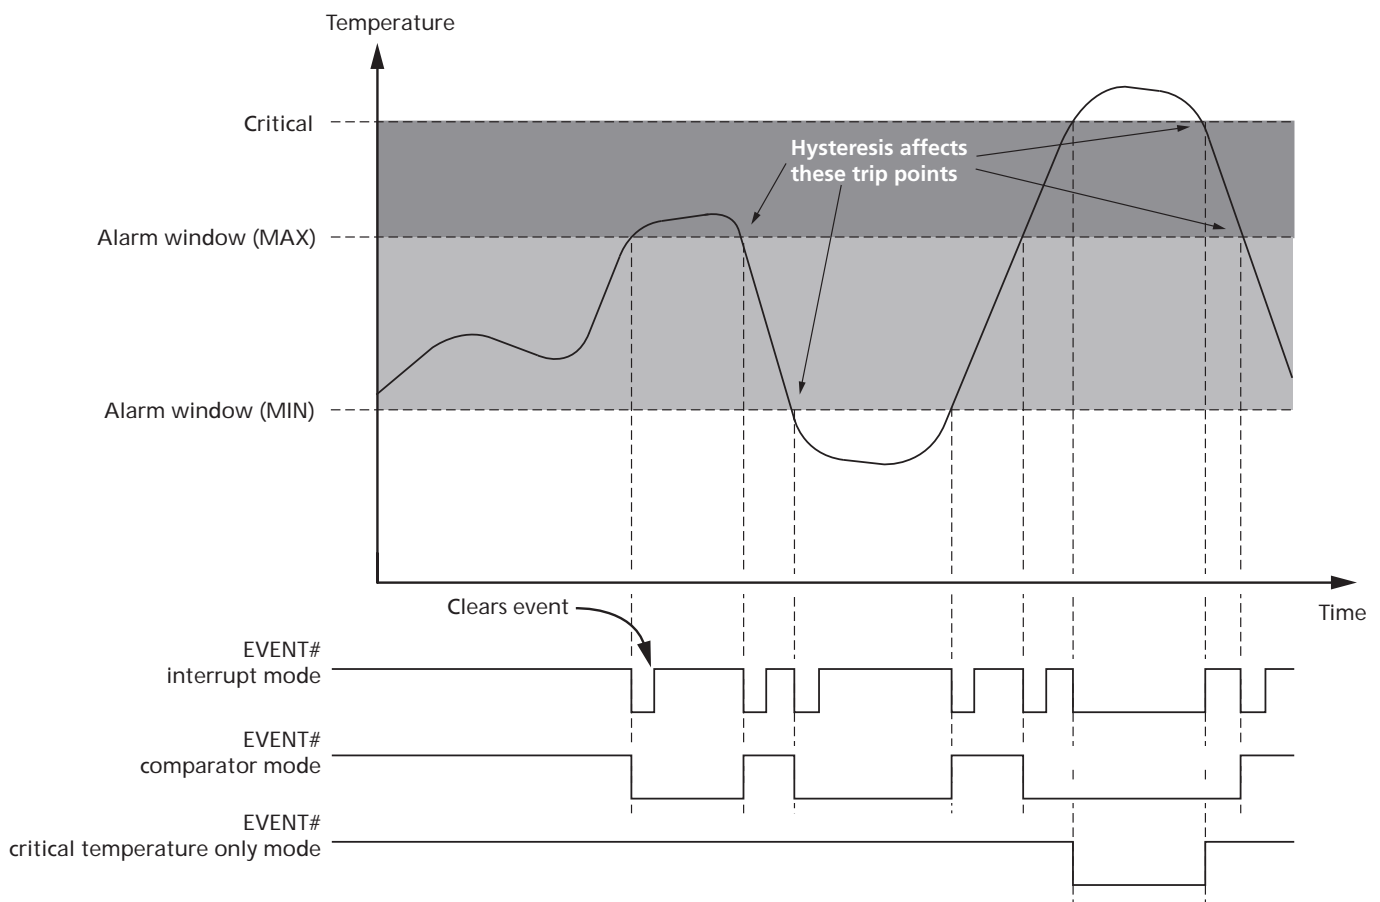 Temperature
Critical
Hysteresis affects
these trip points
Alarm window (MAX)
Alarm window (MIN)
Clears event
Time
EVENT#
interrupt mode
EVENT#
comparator mode
EVENT#
critical temperature only mode